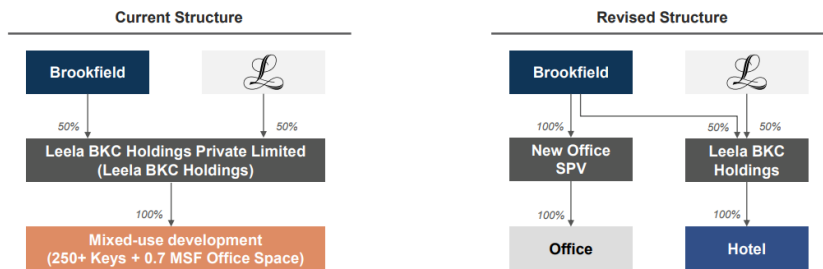 Current Structure
Revised Structure
Brookfield
L
Brookfield
L
50%
50%
100%
50%
50%
Leela BKC Holdings Private Limited
(Leela BKC Holdings)
New Office
SPV
Leela BKC
Holdings
100%
100%
100%
Mixed-use development
(250+ Keys + 0.7 MSF Office Space)
Office
Hotel